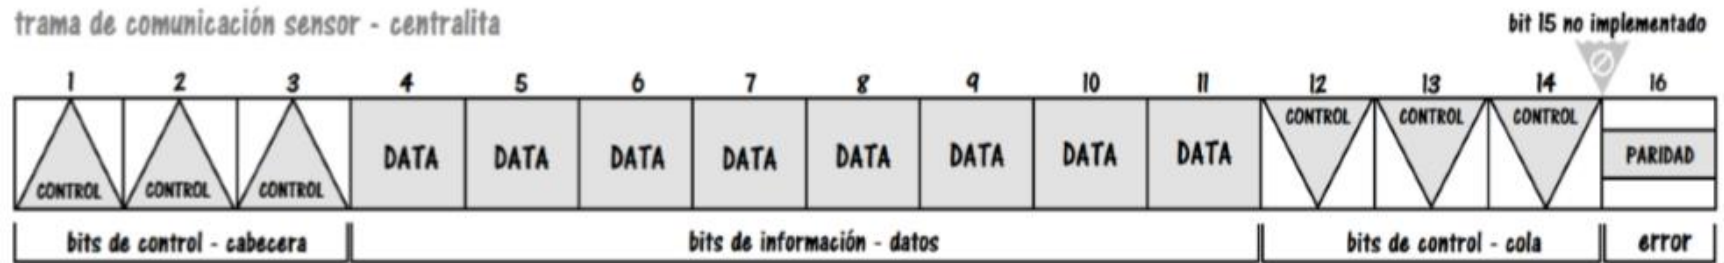 trama de comunicación sensor - centralita
bit 15 no implementado
1 2 3 4 5 6 7 8 9 10 11 12 13 14 16
CONTROL CONTROL CONTROL DATA DATA DATA DATA DATA DATA DATA DATA CONTROL CONTROL CONTROL PARIDAD
bits de control - cabecera bits de información - datos bits de control - cola error